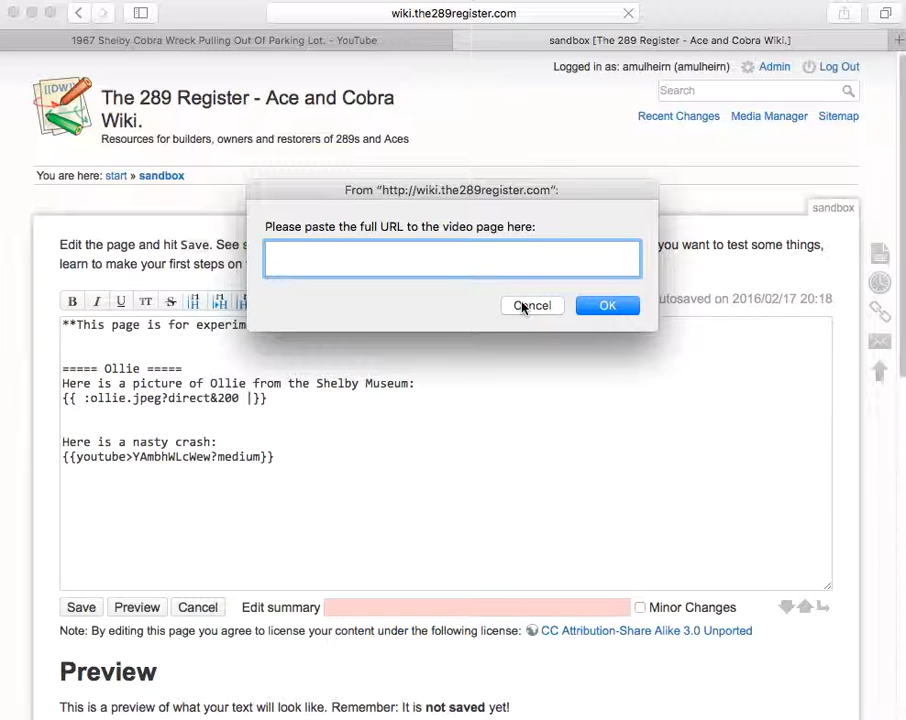 wiki.the289register.com
1967 Shelby Cobra Wreck Pulling Out Of Parking Lot. - YouTube
sandbox [The 289 Register - Ace and Cobra Wiki.]
Logged in as: amulheirn (amulheirn) Admin Log Out
[[DW]]
The 289 Register - Ace and Cobra Wiki.
Resources for builders, owners and restorers of 289s and Aces
Search
Recent Changes Media Manager Sitemap
You are here: start » sandbox
sandbox
From “http://wiki.the289register.com”:
Please paste the full URL to the video page here:
Cancel OK
Edit the page and hit Save. See you want to test some things,
learn to make your first steps on
B I U TT S
utosaved on 2016/02/17 20:18
**This page is for experim
===== Ollie =====
Here is a picture of Ollie from the Shelby Museum:
{{ :ollie.jpeg?direct&200 |}}
Here is a nasty crash:
{{youtube>YAmbhWLcWew?medium}}
Save Preview Cancel Edit summary Minor Changes
Note: By editing this page you agree to license your content under the following license: CC Attribution-Share Alike 3.0 Unported
Preview
This is a preview of what your text will look like. Remember: It is not saved yet!